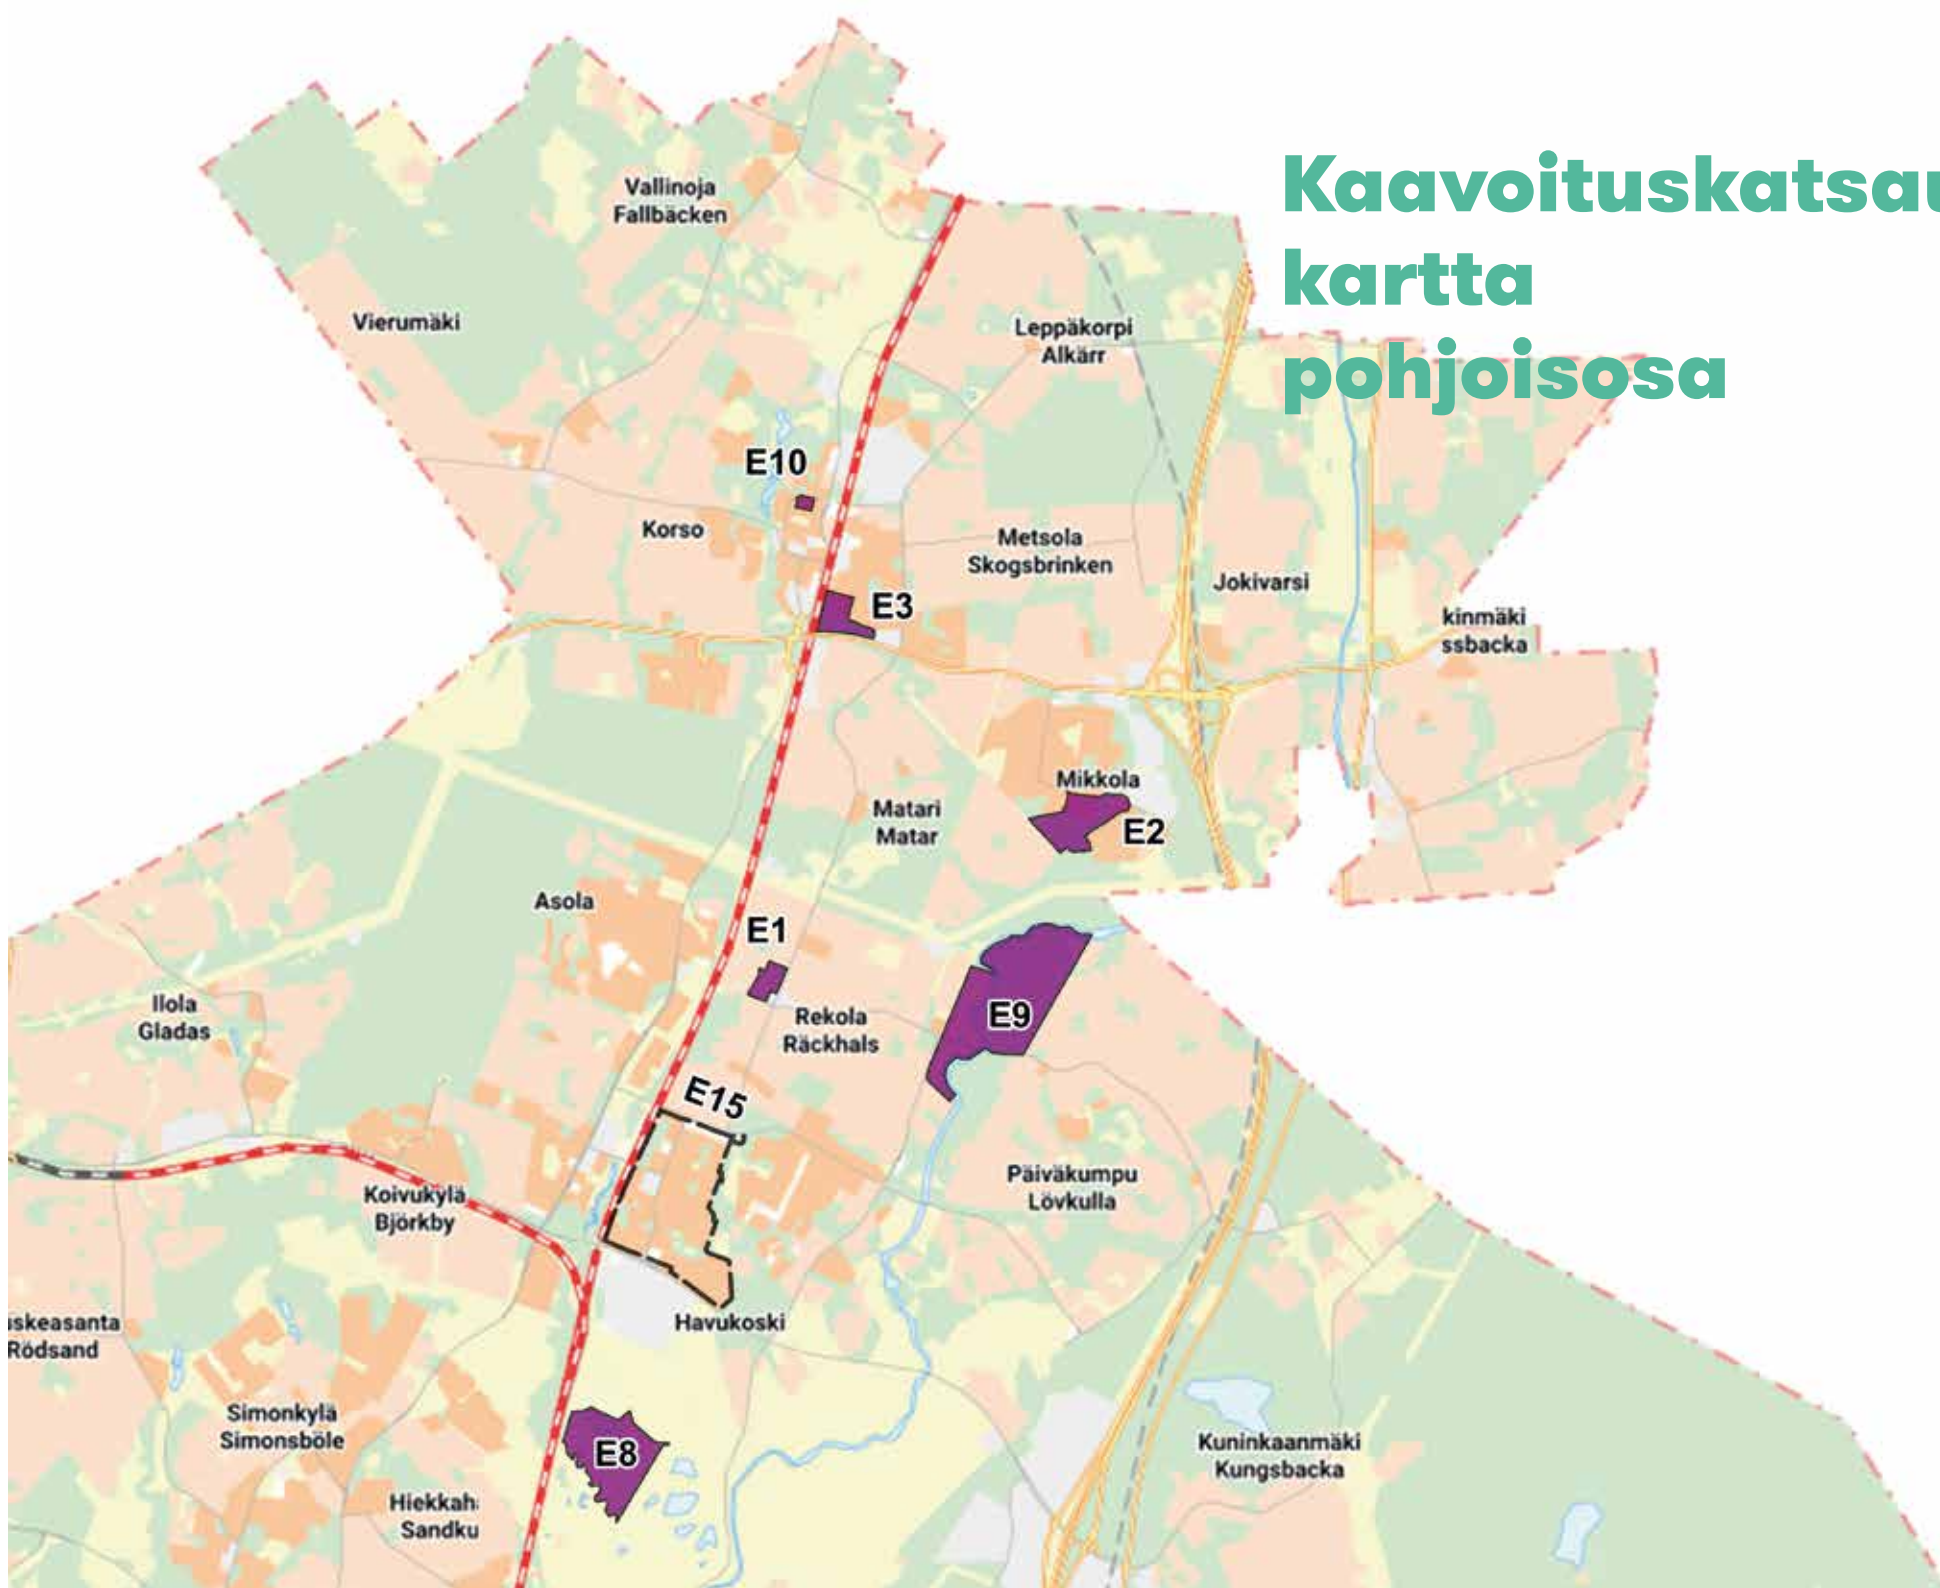 Kaavoituskatsau
kartta
pohjoisosa
Vallinoja
Fallbäcken
Vierumäki
Leppäkorpi
Alkärr
E10
Korso
Metsola
Skogsbrinken
Jokivarsi
E3
kinmäki
ssbacka
Mikkola
E2
Matari
Matar
Asola
E1
Ilola
Gladas
Rekola
Räckhals
E9
E15
Koivukylä
Björkby
Päiväkumpu
Lövkulla
skeasanta
Rödsand
Havukoski
Simonkylä
Simonsböle
E8
Kuninkaanmäki
Kungsbacka
Hiekkah
Sandku